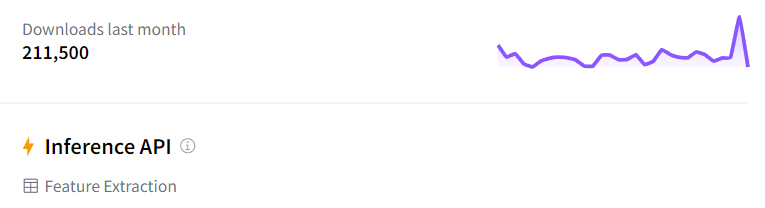 Downloads last month
211,500
Inference API
Feature Extraction